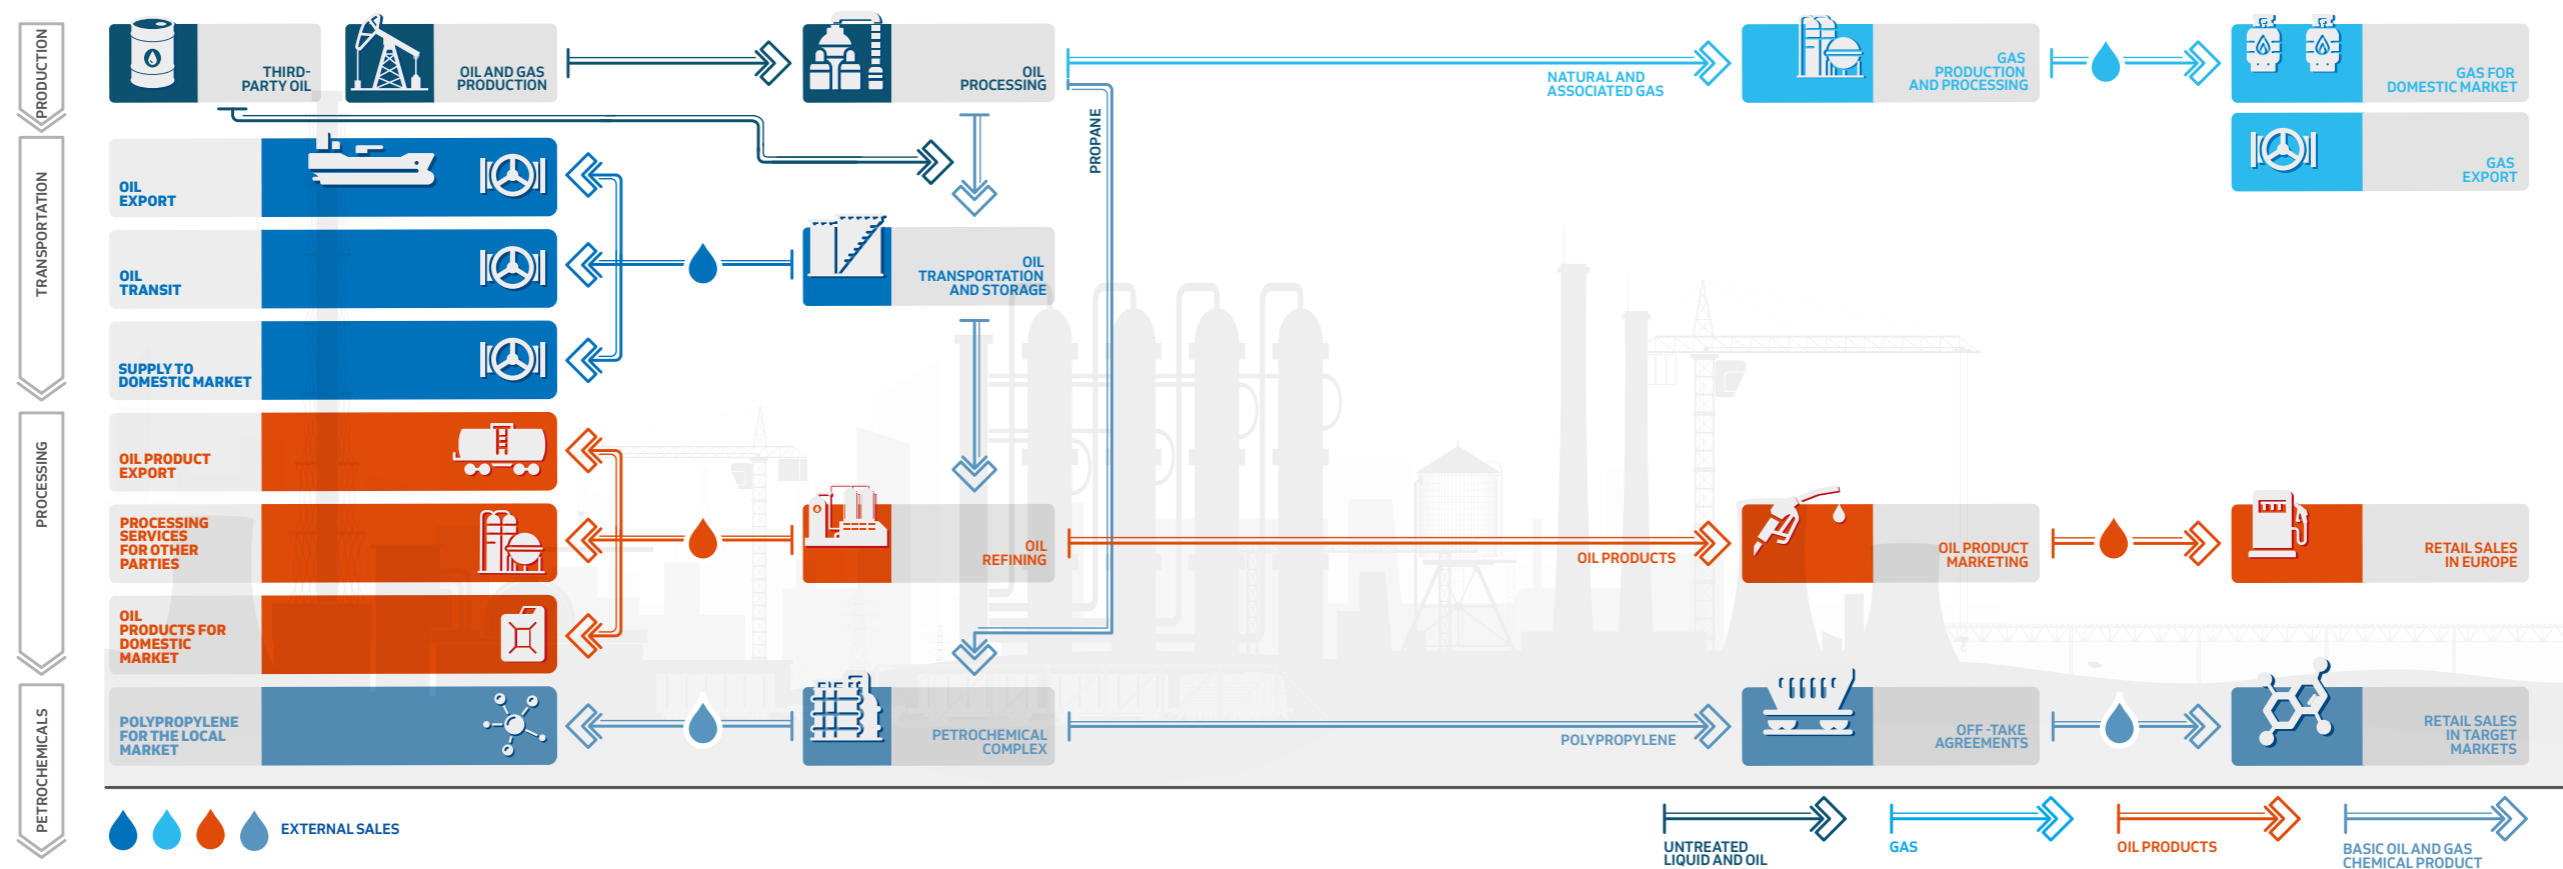 PRODUCTION
THIRD-
PARTY OIL
OIL AND GAS
PRODUCTION
OIL
PROCESSING
NATURAL AND
ASSOCIATED GAS
GAS
PRODUCTION
AND PROCESSING
GAS FOR
DOMESTIC MARKET
GAS
EXPORT
PROPANE
TRANSPORTATION
OIL
EXPORT
OIL
TRANSIT
SUPPLY TO
DOMESTIC MARKET
OIL
TRANSPORTATION
AND STORAGE
PROCESSING
OIL PRODUCT
EXPORT
PROCESSING
SERVICES
FOR OTHER
PARTIES
OIL
PRODUCTS FOR
DOMESTIC
MARKET
OIL
REFINING
OIL PRODUCTS
OIL PRODUCT
MARKETING
RETAIL SALES
IN EUROPE
PETROCHEMICALS
POLYPROPYLENE
FOR THE LOCAL
MARKET
PETROCHEMICAL
COMPLEX
POLYPROPYLENE
OFF -TAKE
AGREEMENTS
RETAIL SALES
IN TARGET
MARKETS
EXTERNAL SALES
UNTREATED
LIQUID AND OIL
GAS
OIL PRODUCTS
BASIC OIL AND GAS
CHEMICAL PRODUCT